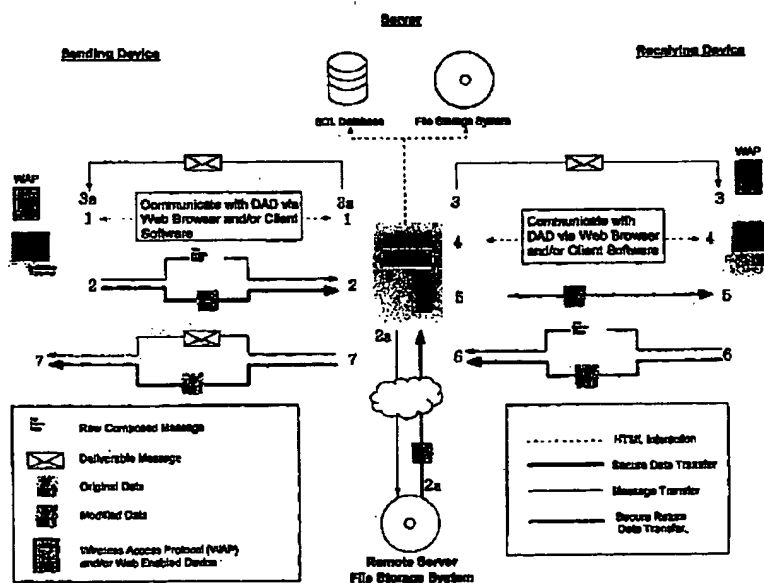 Server
Sending Device
Receiving Device
SQL Database
File Storage System
WAP
WAP
3a
3a
3
3
1
Communicate with DAD via
Web Browser and/or Client
Software
1
4
Communicate with
DAD via Web Browser
and/or Client Software
4
2
2
5
5
2a
7
7
6
6
2a
Raw Composed Message
Deliverable Message
Original Data
Modified Data
Wireless Access Protocol (WAP)
and/or Web Enabled Device
HTML Interaction
Secure Data Transfer
Message Transfer
Secure Return
Data Transfer.
Remote Server
File Storage System